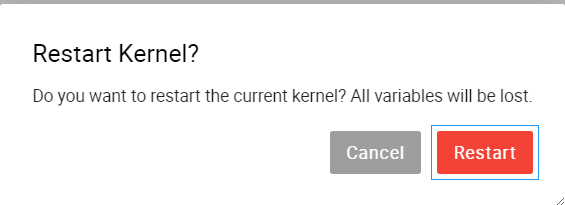 Restart Kernel?
Do you want to restart the current kernel? All variables will be lost.
Cancel Restart